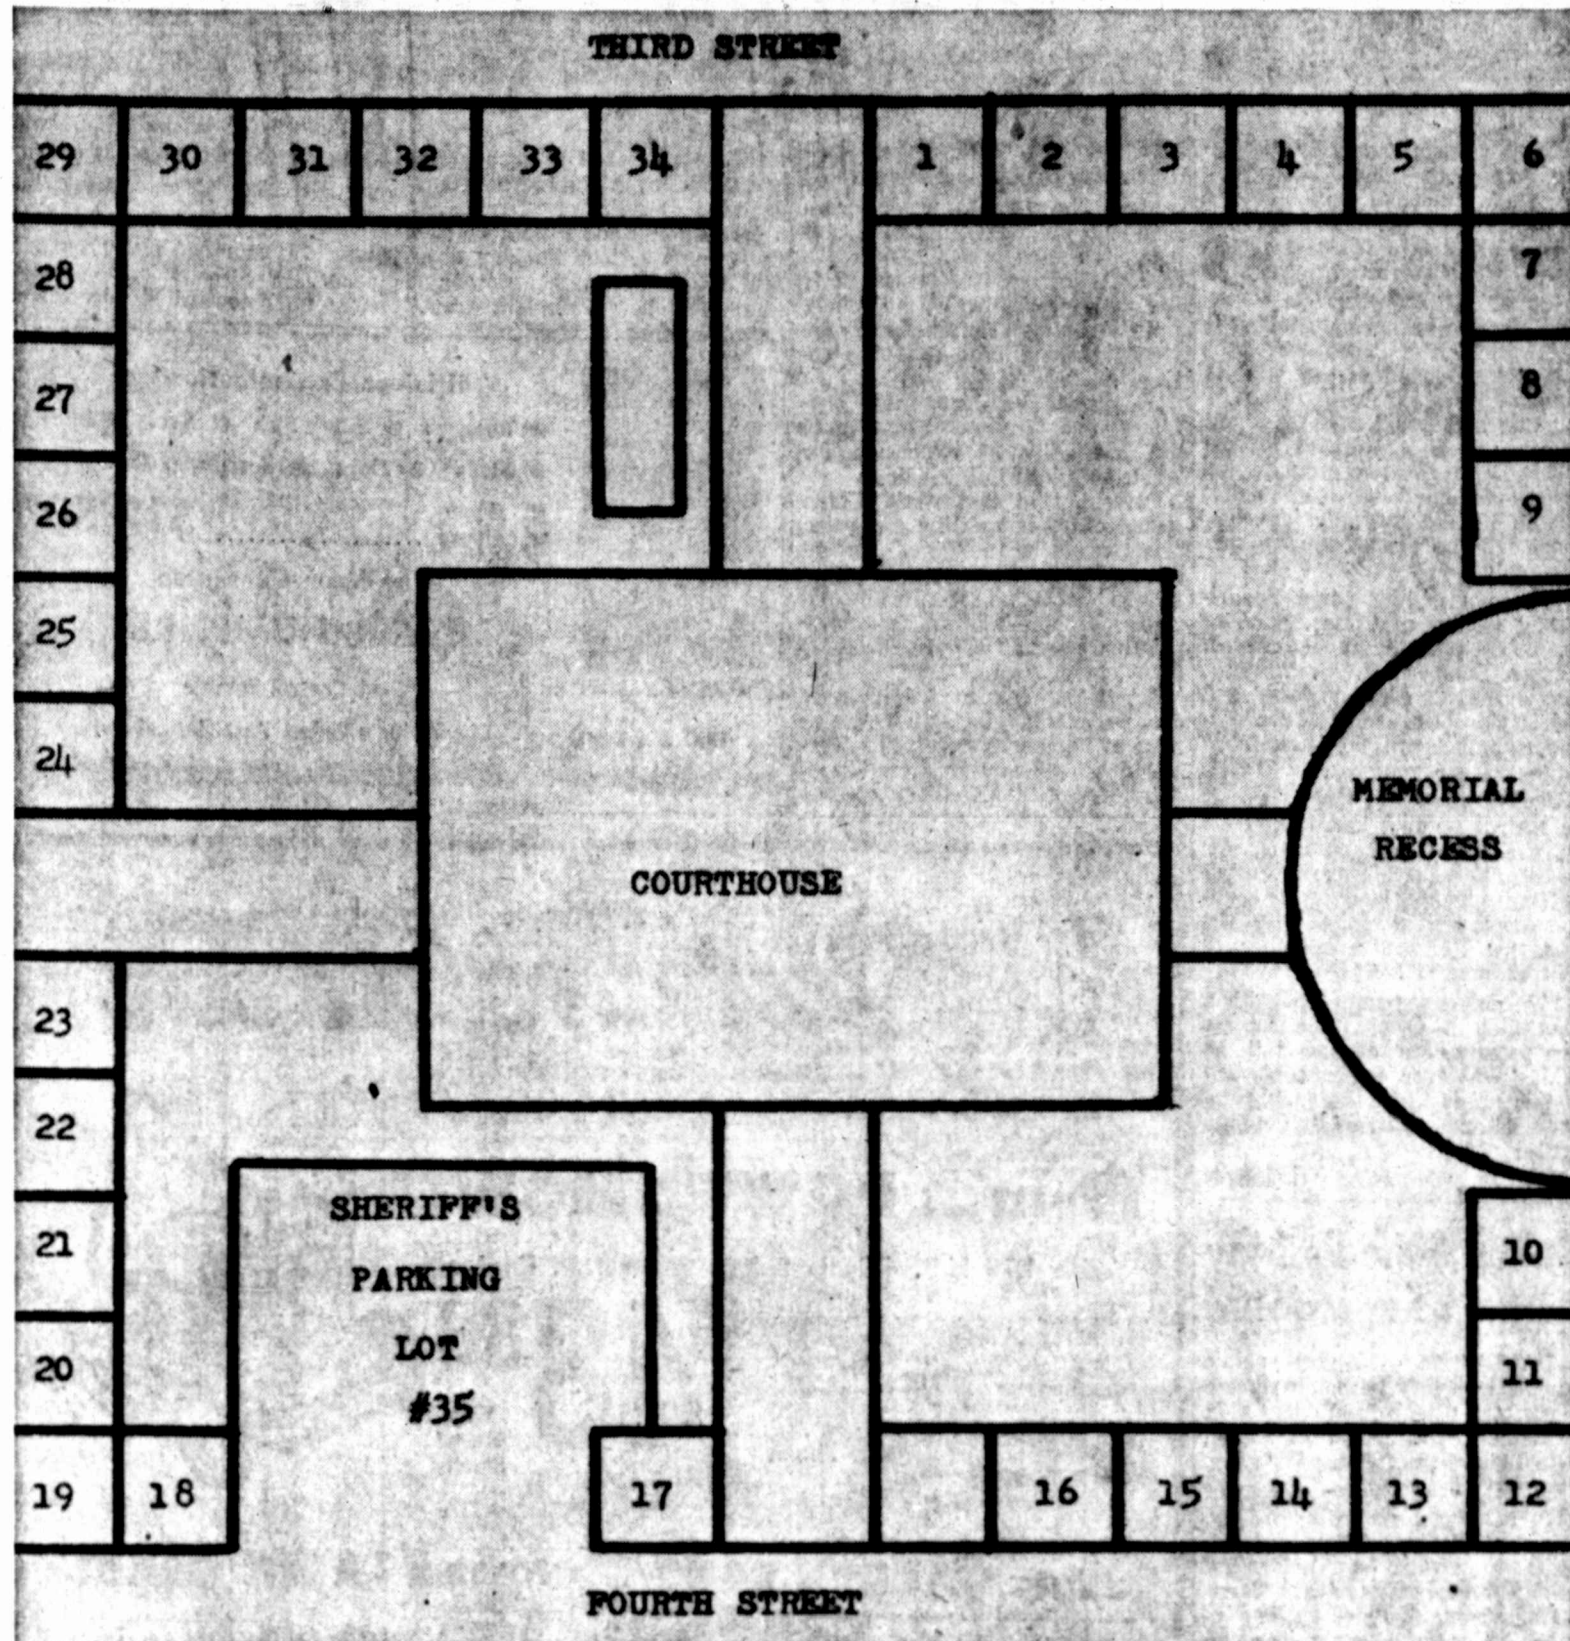 THIRD STREET
29 30 31 32 33 34 1 2 3 4 5 6
28 7
27 8
26 9
25
24
MEMORIAL
RECESS
COURTHOUSE
23
22
SHERIFF'S
21 10
PARKING
LOT
20 11
#35
19 18 17 16 15 14 13 12
FOURTH STREET